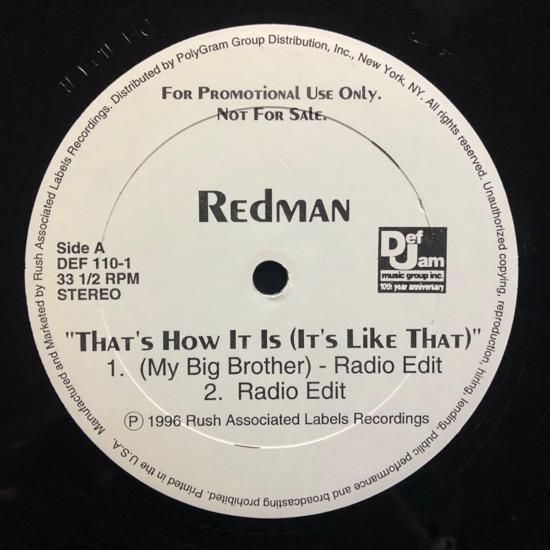 For Promotional Use Only.
Not For Sale.
Redman
Side A
DEF 110-1
33 1/2 RPM
STEREO
Def
Jam
music group inc.
10th year anniversary
"That's How It Is (It's Like That)"
1. (My Big Brother) - Radio Edit
2. Radio Edit
℗ 1996 Rush Associated Labels Recordings
Manufactured and Marketed by Rush Associated Labels Recordings. Distributed by PolyGram Group Distribution, Inc., New York, NY. All rights reserved. Unauthorized copying, reproduction, hiring, lending, public performance and broadcasting prohibited. Printed in the U.S.A.